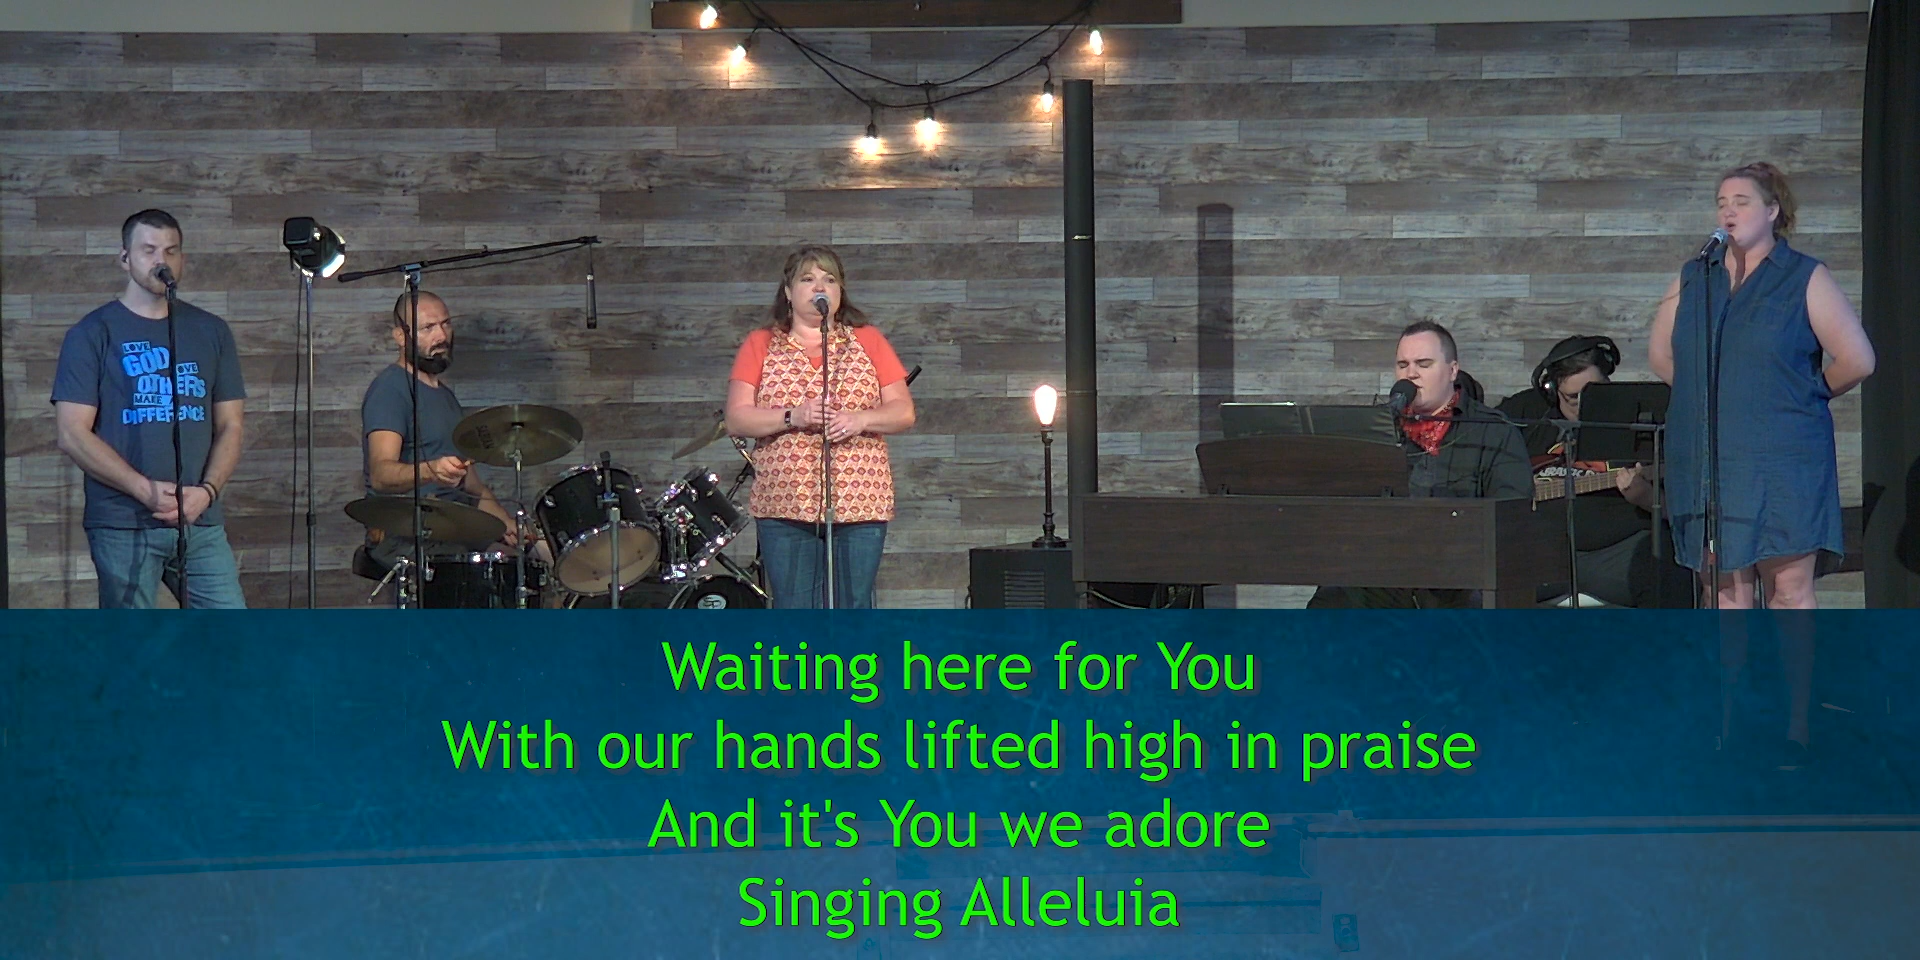 LOVE
GOD
LOVE
OTHERS
MAKE A
DIFFERENCE
Waiting here for You
With our hands lifted high in praise
And it's You we adore
Singing Alleluia